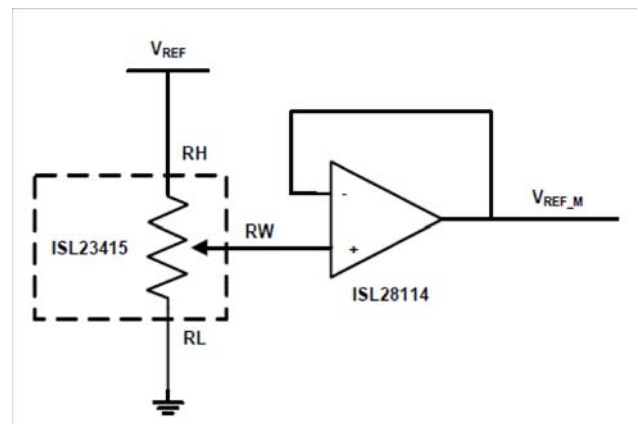 VREF
RH
ISL23415
RW
RL
-
+
ISL28114
VREF_M